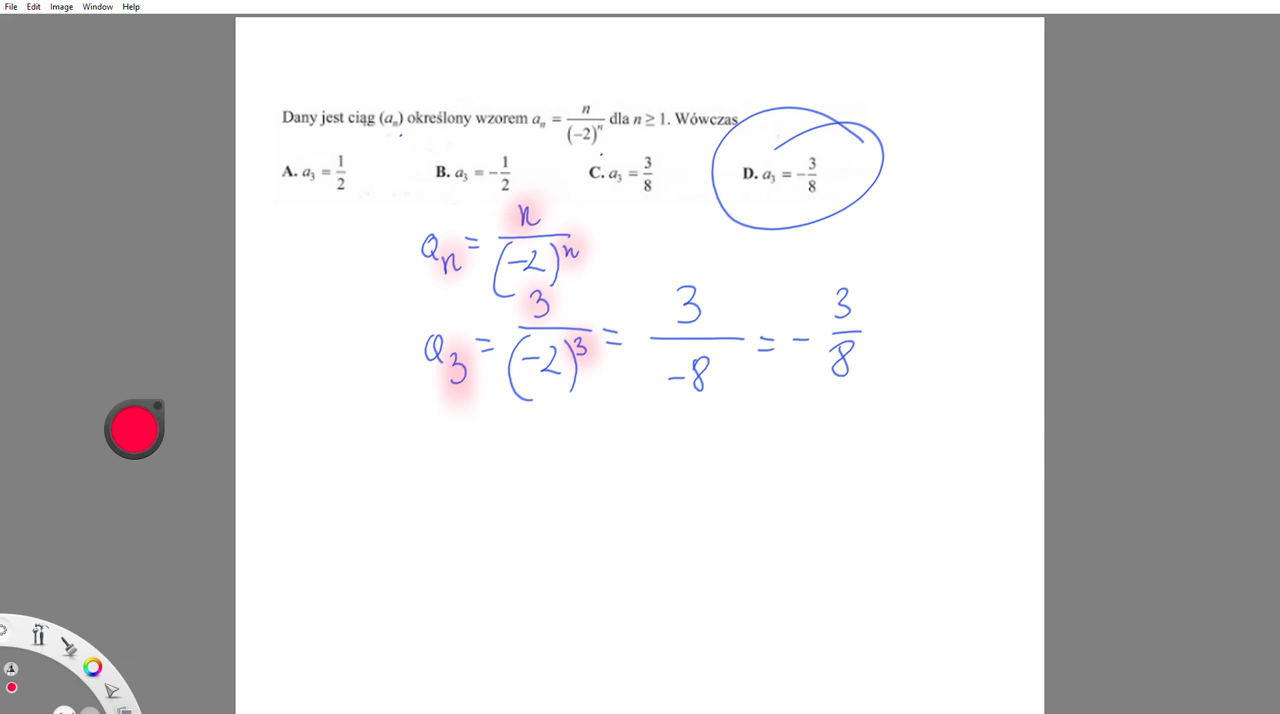 File Edit Image Window Help
Dany jest ciąg (aₙ) określony wzorem aₙ = n/(−2)ⁿ dla n ≥ 1. Wówczas
A. a₃ = 1/2 B. a₃ = −1/2 C. a₃ = 3/8 D. a₃ = −3/8
aₙ = n/(−2)ⁿ
a₃ = 3/(−2)³ = 3/−8 = −3/8